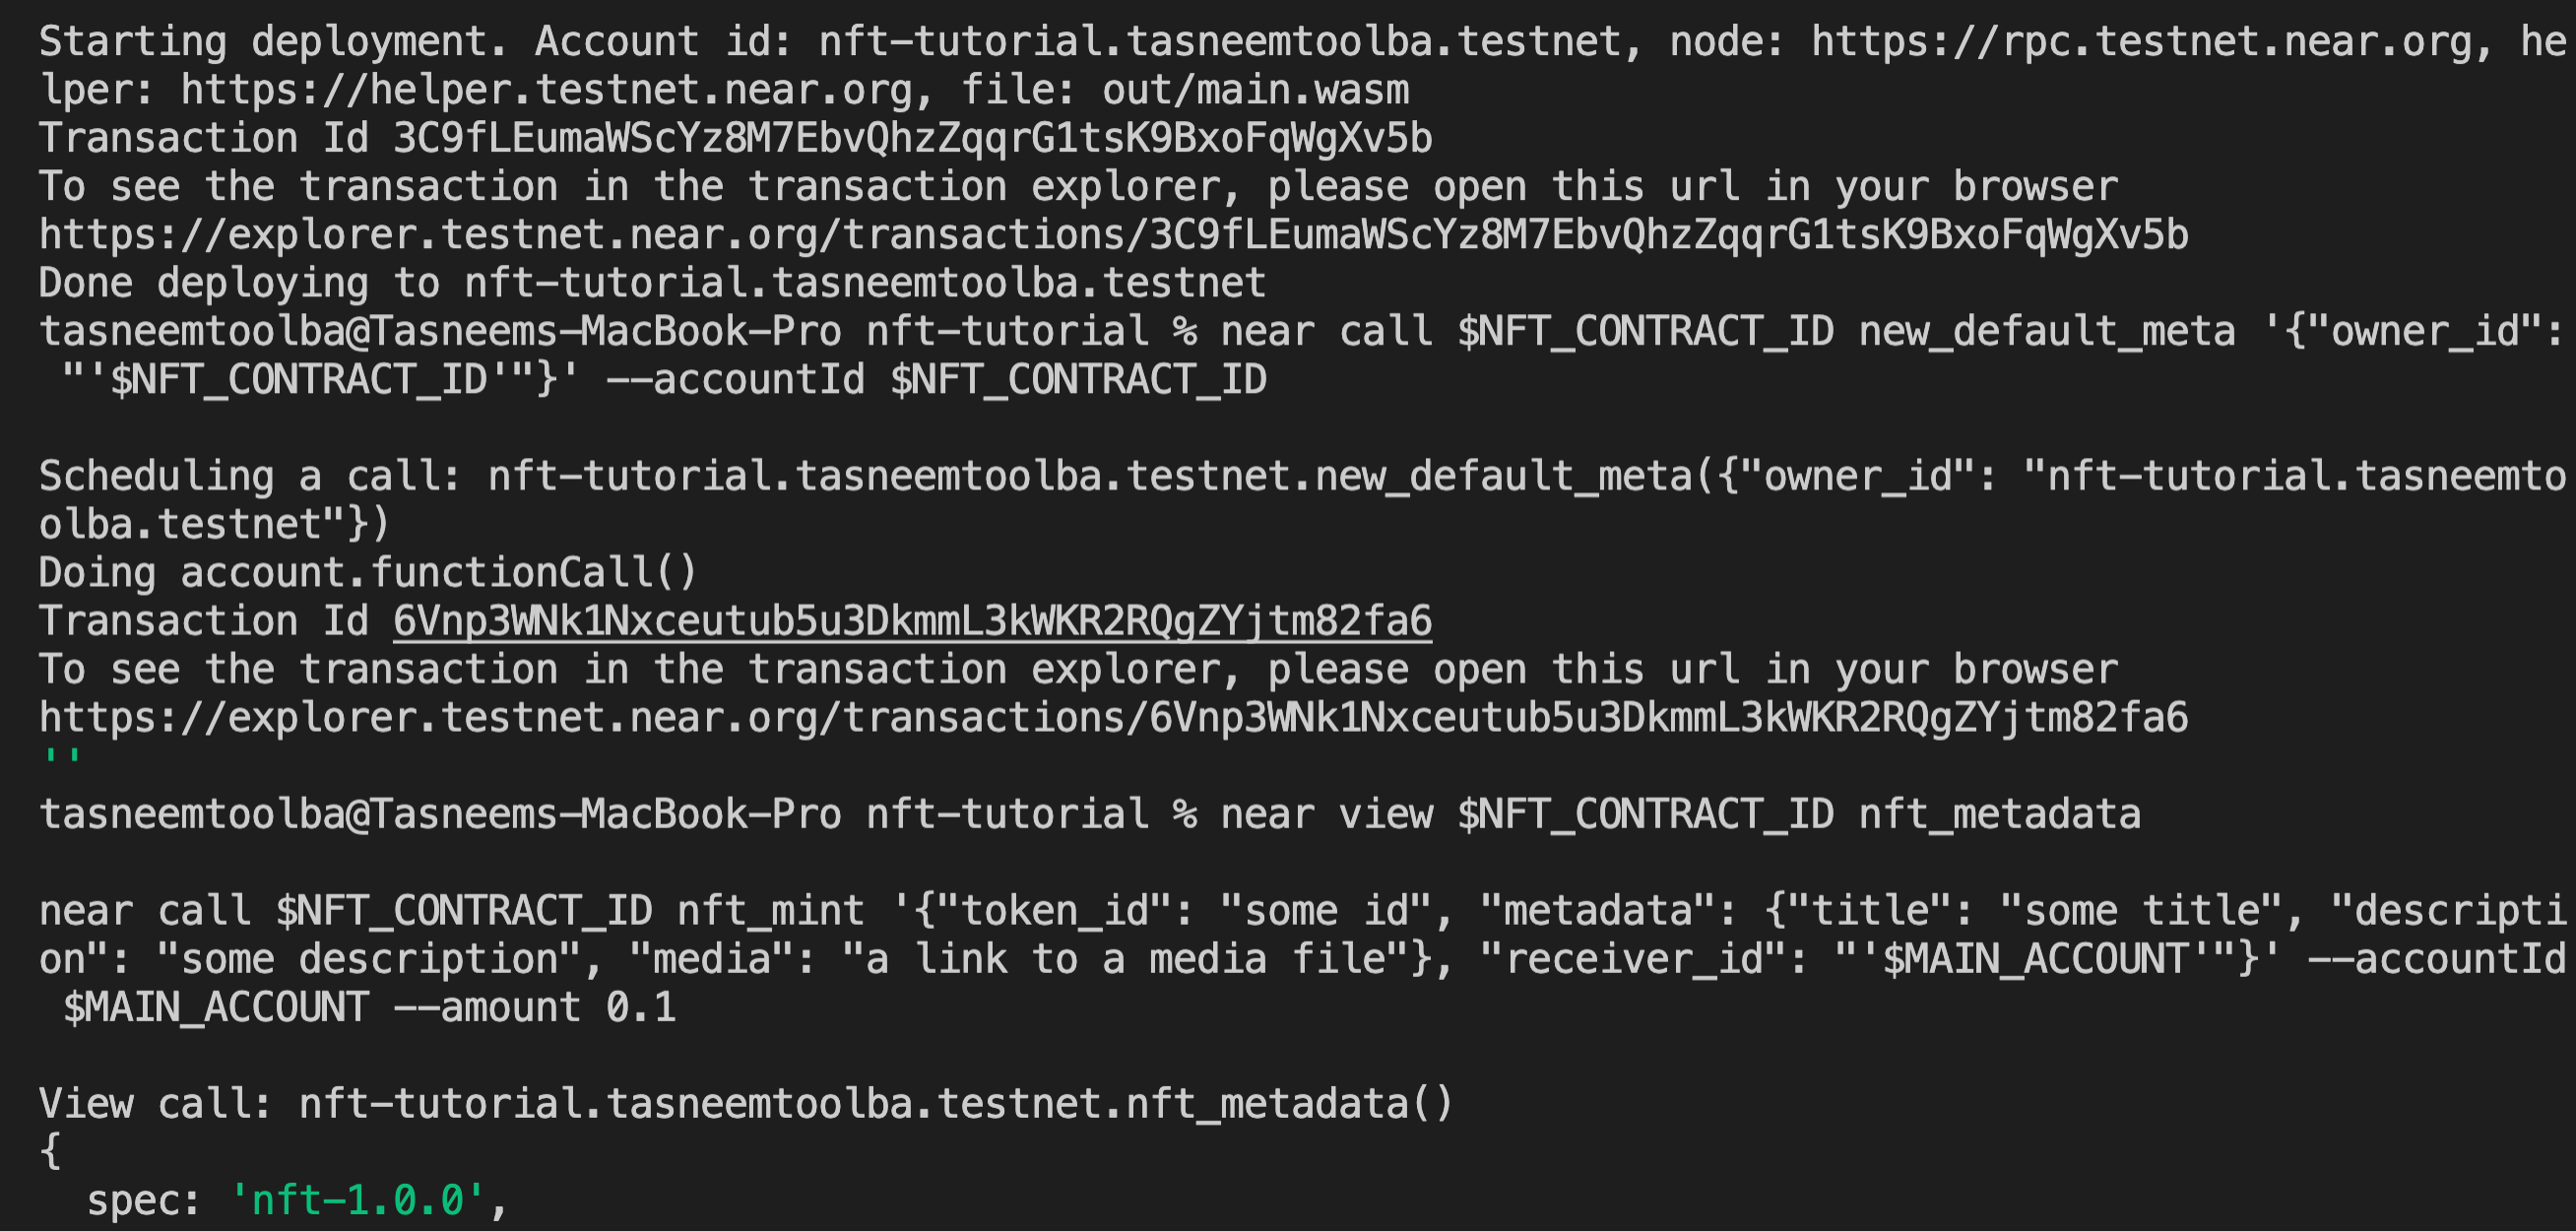 Starting deployment. Account id: nft-tutorial.tasneemtoolba.testnet, node: https://rpc.testnet.near.org, he
lper: https://helper.testnet.near.org, file: out/main.wasm
Transaction Id 3C9fLEumaWScYz8M7EbvQhzZqqrG1tsK9BxoFqWgXv5b
To see the transaction in the transaction explorer, please open this url in your browser
https://explorer.testnet.near.org/transactions/3C9fLEumaWScYz8M7EbvQhzZqqrG1tsK9BxoFqWgXv5b
Done deploying to nft-tutorial.tasneemtoolba.testnet
tasneemtoolba@Tasneems-MacBook-Pro nft-tutorial % near call $NFT_CONTRACT_ID new_default_meta '{"owner_id":
 "'$NFT_CONTRACT_ID'"}' --accountId $NFT_CONTRACT_ID
Scheduling a call: nft-tutorial.tasneemtoolba.testnet.new_default_meta({"owner_id": "nft-tutorial.tasneemto
olba.testnet"})
Doing account.functionCall()
Transaction Id 6Vnp3WNk1Nxceutub5u3DkmmL3kWKR2RQgZYjtm82fa6
To see the transaction in the transaction explorer, please open this url in your browser
https://explorer.testnet.near.org/transactions/6Vnp3WNk1Nxceutub5u3DkmmL3kWKR2RQgZYjtm82fa6
''
tasneemtoolba@Tasneems-MacBook-Pro nft-tutorial % near view $NFT_CONTRACT_ID nft_metadata
near call $NFT_CONTRACT_ID nft_mint '{"token_id": "some id", "metadata": {"title": "some title", "descripti
on": "some description", "media": "a link to a media file"}, "receiver_id": "'$MAIN_ACCOUNT'"}' --accountId
 $MAIN_ACCOUNT --amount 0.1
View call: nft-tutorial.tasneemtoolba.testnet.nft_metadata()
{
  spec: 'nft-1.0.0',